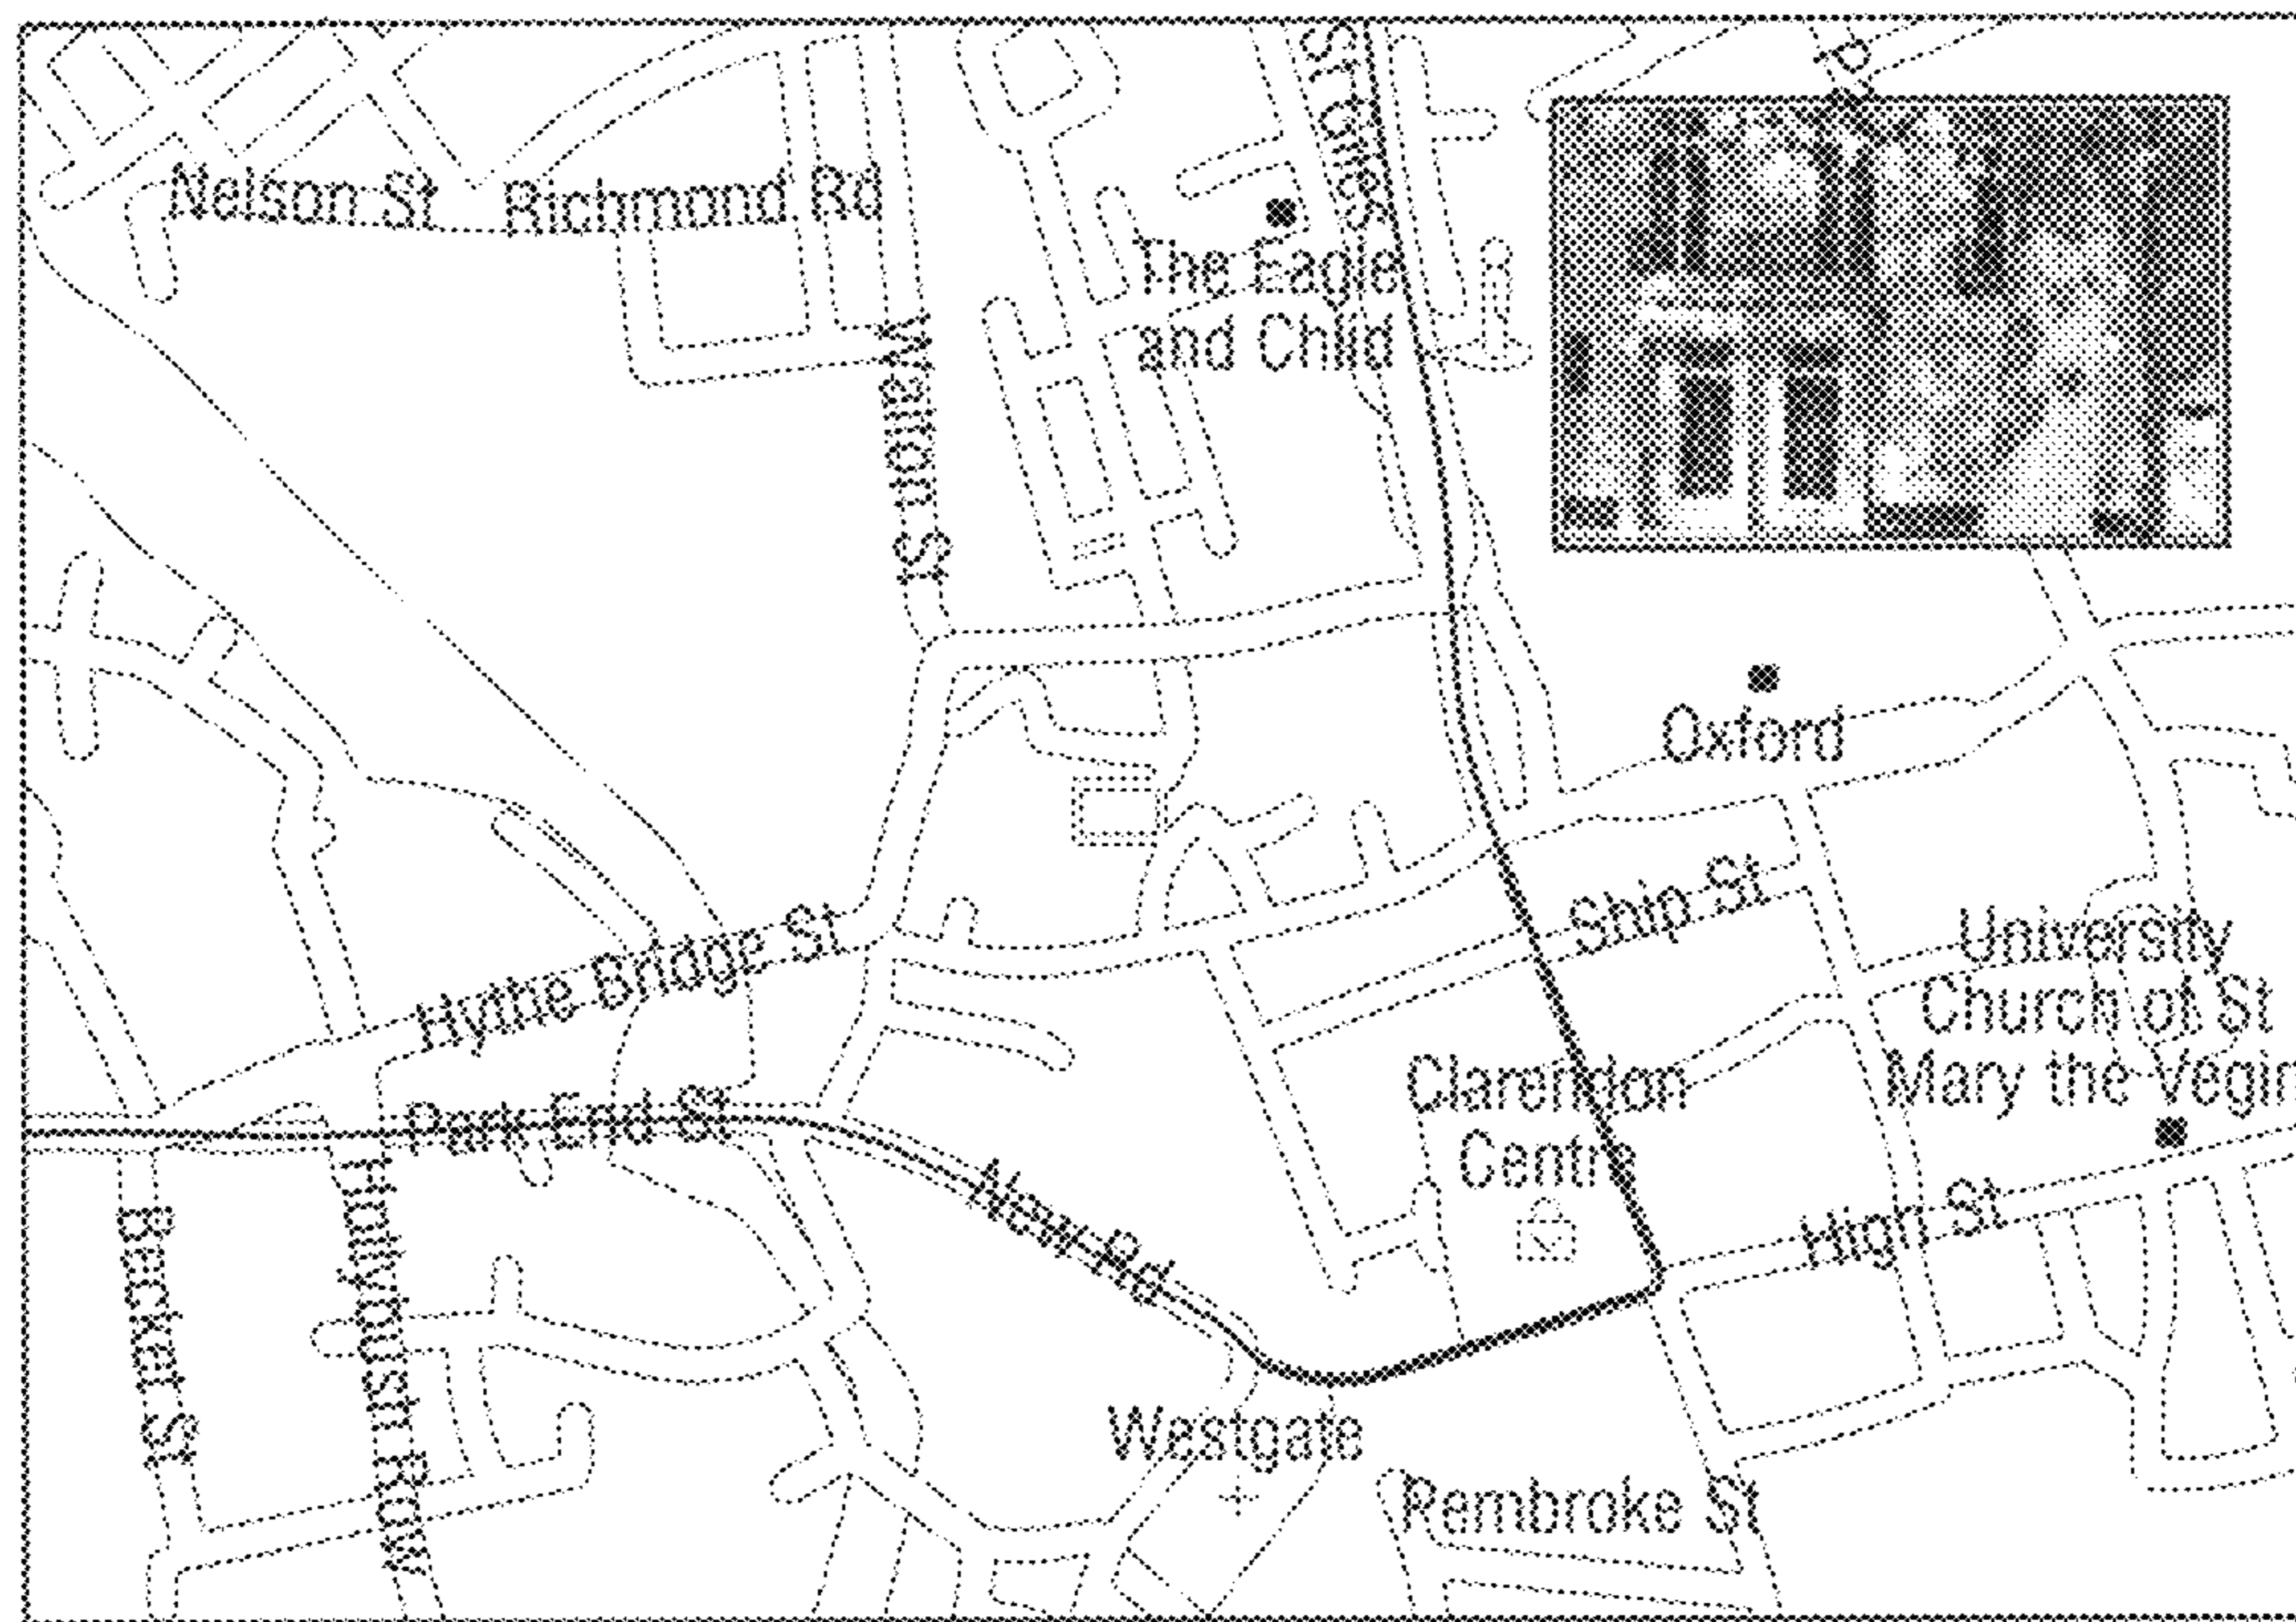 St Giles
Rd
Nelson St
Richmond Rd
The Eagle
and Child
Walton St
Oxford
Ship St
Hythe Bridge St
University
Church of St
Mary the Vegin
Clarendon
Centre
Park End St
New Rd
High St
Becket St
Hollybush Row
Westgate
Pembroke St